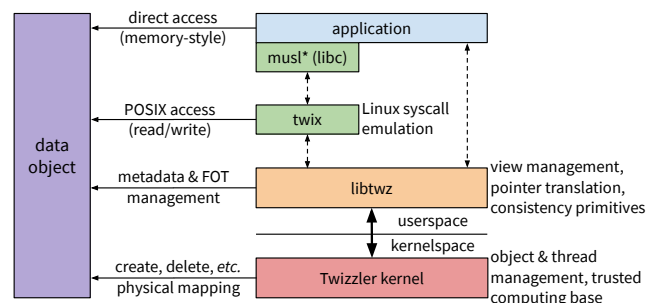 direct access
(memory-style)
application
musl* (libc)
POSIX access
(read/write)
twix
Linux syscall
emulation
data
object
metadata & FOT
management
libtwz
view management,
pointer translation,
consistency primitives
userspace
kernelspace
create, delete, etc.
physical mapping
Twizzler kernel
object & thread
management, trusted
computing base